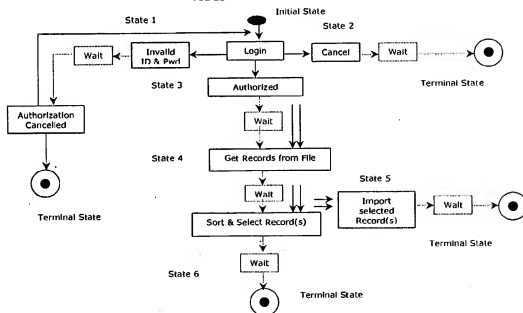 Initial State
State 1
State 2
Wait
Invalid
ID & Pwd
Login
Cancel
Wait
State 3
Authorized
Terminal State
Authorization
Cancelled
Wait
State 4
Get Records from File
Terminal State
State 5
Wait
Import
selected
Record(s)
Wait
Sort & Select Record(s)
Terminal State
State 6
Wait
Terminal State